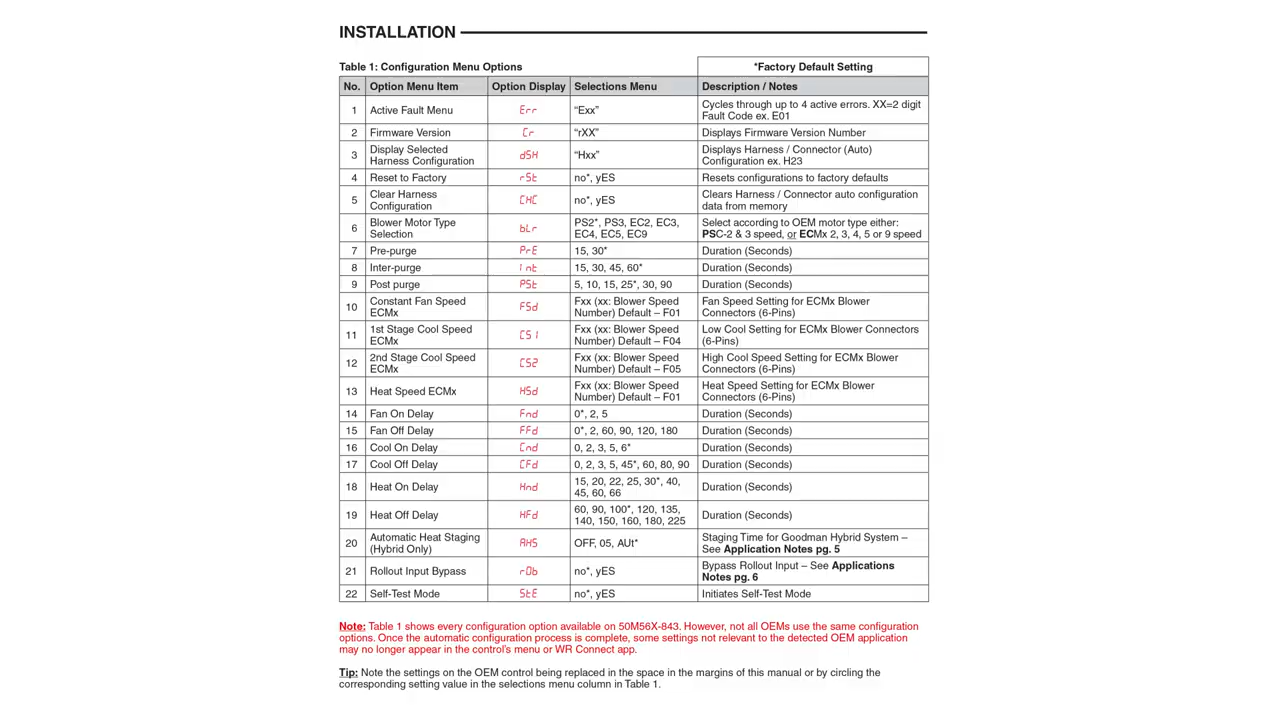 INSTALLATION
Table 1: Configuration Menu Options
*Factory Default Setting
No. Option Menu Item Option Display Selections Menu Description / Notes
1 Active Fault Menu Err “Exx” Cycles through up to 4 active errors. XX=2 digit
Fault Code ex. E01
2 Firmware Version Cr “rXX” Displays Firmware Version Number
3 Display Selected
Harness Configuration dSH “Hxx” Displays Harness / Connector (Auto)
Configuration ex. H23
4 Reset to Factory rSt no*, yES Resets configurations to factory defaults
5 Clear Harness
Configuration CHC no*, yES Clears Harness / Connector auto configuration
data from memory
6 Blower Motor Type
Selection bLr PS2*, PS3, EC2, EC3,
EC4, EC5, EC9 Select according to OEM motor type either:
PSC-2 & 3 speed, or ECMx 2, 3, 4, 5 or 9 speed
7 Pre-purge PrE 15, 30* Duration (Seconds)
8 Inter-purge Int 15, 30, 45, 60* Duration (Seconds)
9 Post purge PSt 5, 10, 15, 25*, 30, 90 Duration (Seconds)
10 Constant Fan Speed
ECMx FSd Fxx (xx: Blower Speed
Number) Default – F01 Fan Speed Setting for ECMx Blower
Connectors (6-Pins)
11 1st Stage Cool Speed
ECMx CS1 Fxx (xx: Blower Speed
Number) Default – F04 Low Cool Setting for ECMx Blower Connectors
(6-Pins)
12 2nd Stage Cool Speed
ECMx CS2 Fxx (xx: Blower Speed
Number) Default – F05 High Cool Speed Setting for ECMx Blower
Connectors (6-Pins)
13 Heat Speed ECMx HSd Fxx (xx: Blower Speed
Number) Default – F01 Heat Speed Setting for ECMx Blower
Connectors (6-Pins)
14 Fan On Delay Fnd 0*, 2, 5 Duration (Seconds)
15 Fan Off Delay FFd 0*, 2, 60, 90, 120, 180 Duration (Seconds)
16 Cool On Delay Cnd 0, 2, 3, 5, 6* Duration (Seconds)
17 Cool Off Delay CFd 0, 2, 3, 5, 45*, 60, 80, 90 Duration (Seconds)
18 Heat On Delay Hnd 15, 20, 22, 25, 30*, 40,
45, 60, 66 Duration (Seconds)
19 Heat Off Delay HFd 60, 90, 100*, 120, 135,
140, 150, 160, 180, 225 Duration (Seconds)
20 Automatic Heat Staging
(Hybrid Only) AHS OFF, 05, AUt* Staging Time for Goodman Hybrid System –
See Application Notes pg. 5
21 Rollout Input Bypass rOb no*, yES Bypass Rollout Input – See Applications
Notes pg. 6
22 Self-Test Mode StE no*, yES Initiates Self-Test Mode
Note: Table 1 shows every configuration option available on 50M56X-843. However, not all OEMs use the same configuration
options. Once the automatic configuration process is complete, some settings not relevant to the detected OEM application
may no longer appear in the control’s menu or WR Connect app.
Tip: Note the settings on the OEM control being replaced in the space in the margins of this manual or by circling the
corresponding setting value in the selections menu column in Table 1.